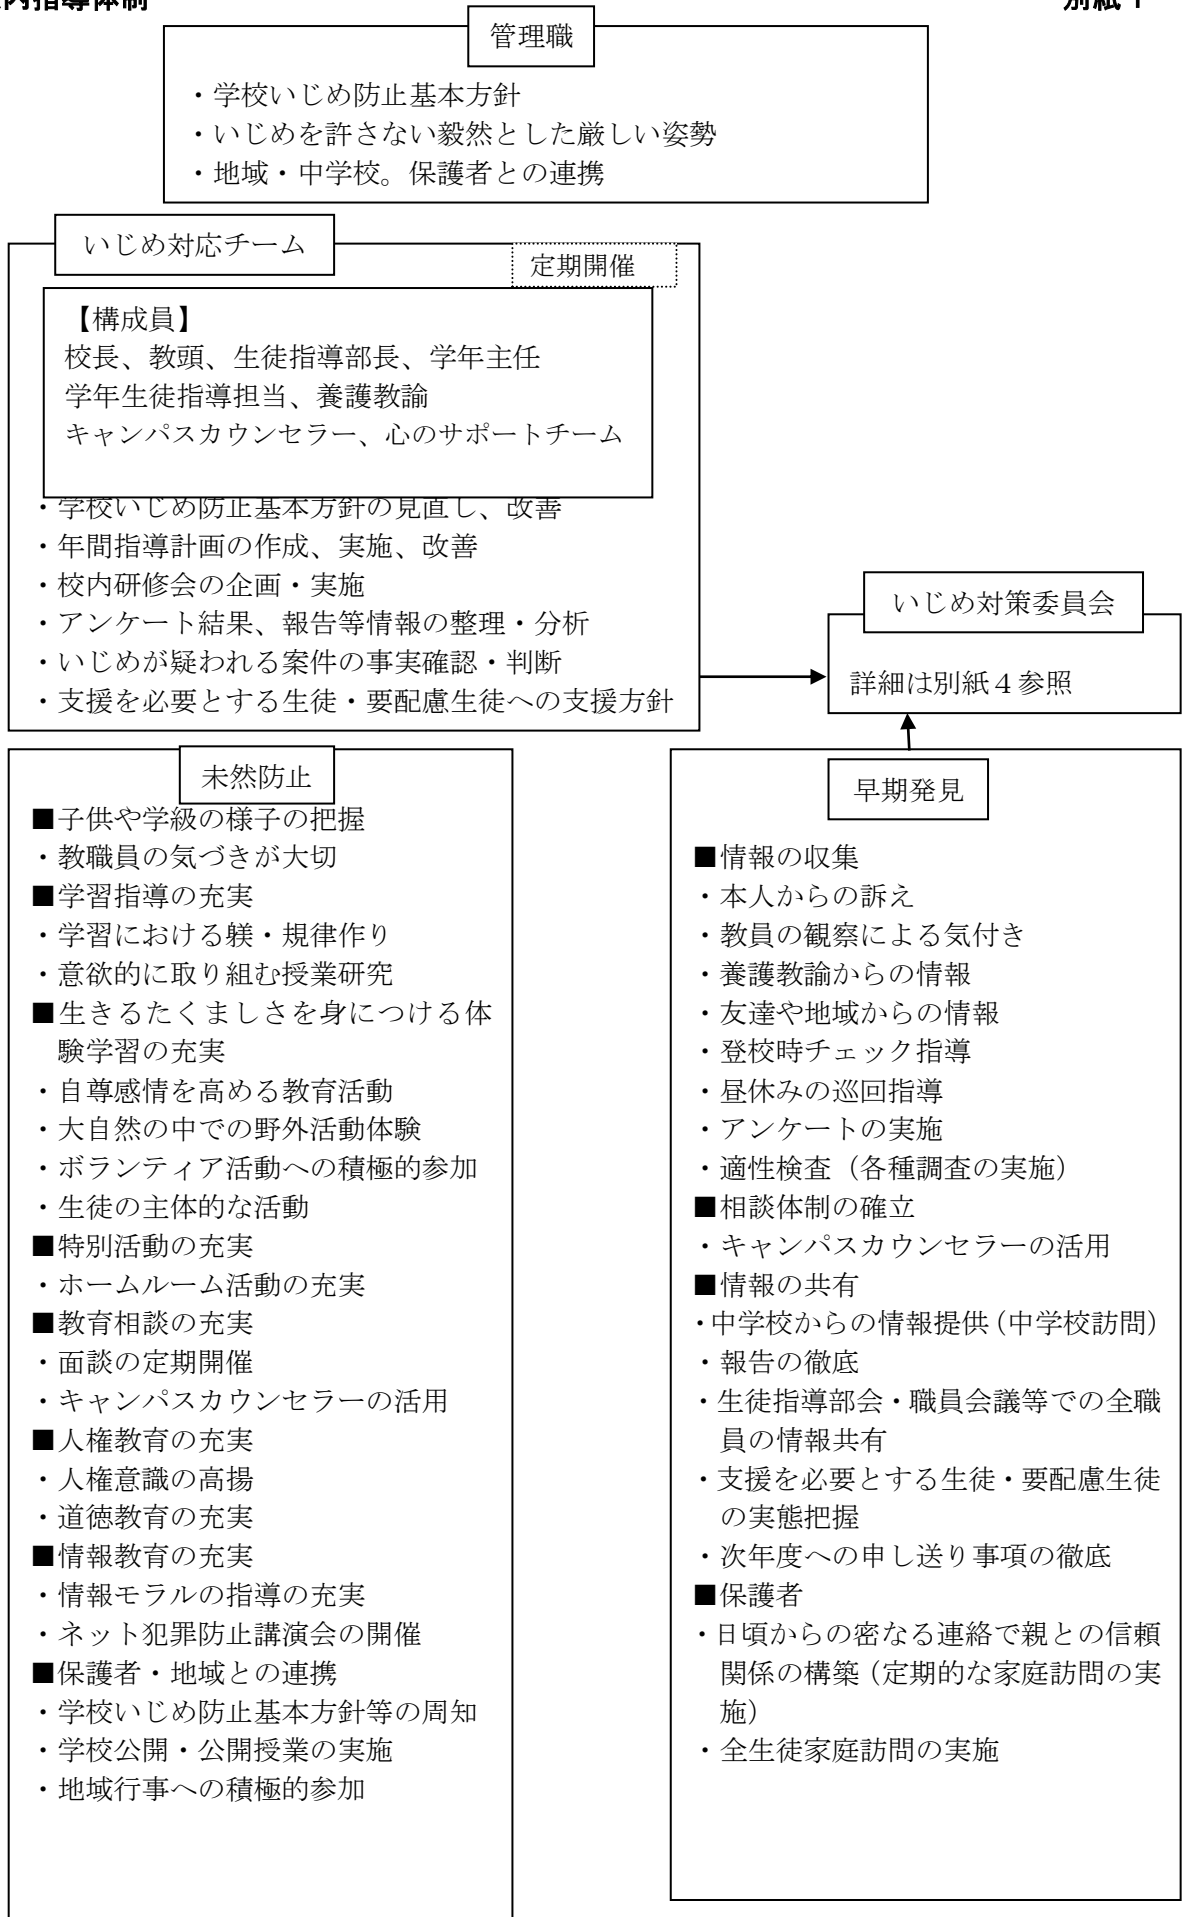 内指導体制
別紙1
管理職
・学校いじめ防止基本方針
・いじめを許さない毅然とした厳しい姿勢
・地域・中学校。保護者との連携
いじめ対応チーム
定期開催
【構成員】
校長、教頭、生徒指導部長、学年主任
学年生徒指導担当、養護教諭
キャンパスカウンセラー、心のサポートチーム
・学校いじめ防止基本方針の見直し、改善
・年間指導計画の作成、実施、改善
・校内研修会の企画・実施
・アンケート結果、報告等情報の整理・分析
・いじめが疑われる案件の事実確認・判断
・支援を必要とする生徒・要配慮生徒への支援方針
いじめ対策委員会
詳細は別紙4参照
未然防止
■子供や学級の様子の把握
・教職員の気づきが大切
■学習指導の充実
・学習における躾・規律作り
・意欲的に取り組む授業研究
■生きるたくましさを身につける体
験学習の充実
・自尊感情を高める教育活動
・大自然の中での野外活動体験
・ボランティア活動への積極的参加
・生徒の主体的な活動
■特別活動の充実
・ホームルーム活動の充実
■教育相談の充実
・面談の定期開催
・キャンパスカウンセラーの活用
■人権教育の充実
・人権意識の高揚
・道徳教育の充実
■情報教育の充実
・情報モラルの指導の充実
・ネット犯罪防止講演会の開催
■保護者・地域との連携
・学校いじめ防止基本方針等の周知
・学校公開・公開授業の実施
・地域行事への積極的参加
早期発見
■情報の収集
・本人からの訴え
・教員の観察による気付き
・養護教諭からの情報
・友達や地域からの情報
・登校時チェック指導
・昼休みの巡回指導
・アンケートの実施
・適性検査（各種調査の実施）
■相談体制の確立
・キャンパスカウンセラーの活用
■情報の共有
・中学校からの情報提供（中学校訪問）
・報告の徹底
・生徒指導部会・職員会議等での全職
員の情報共有
・支援を必要とする生徒・要配慮生徒
の実態把握
・次年度への申し送り事項の徹底
■保護者
・日頃からの密なる連絡で親との信頼
関係の構築（定期的な家庭訪問の実
施）
・全生徒家庭訪問の実施